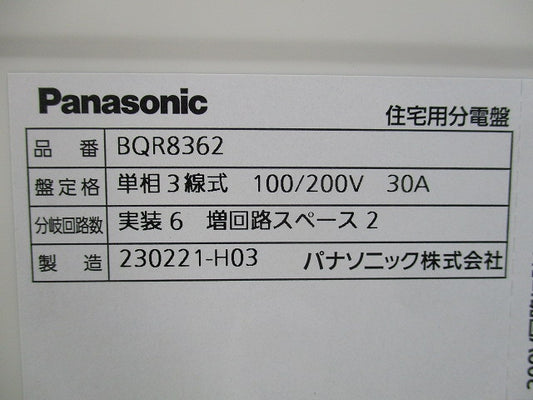 Panasonic
住宅用分電盤
品番 BQR8362
盤定格 単相3線式 100/200V 30A
分岐回路数 実装6 増回路スペース2
製造 230221-H03 パナソニック株式会社